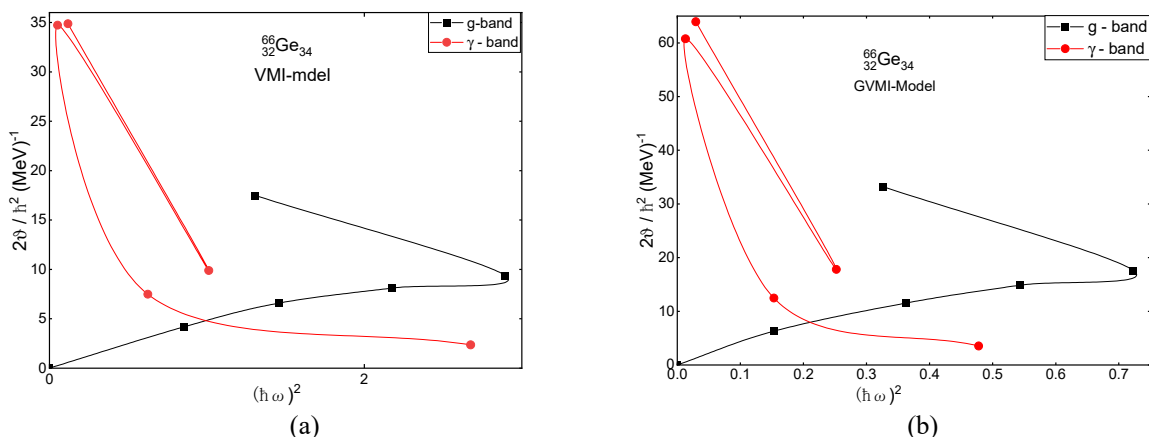 g-band
γ - band
66
32Ge34
VMI-mdel
2ϑ / ħ² (MeV)⁻¹
35
30
25
20
15
10
5
0
0 2
(ħ ω)²
(a)
g - band
γ - band
66
32Ge34
GVMI-Model
2ϑ / ħ² (MeV)⁻¹
60
50
40
30
20
10
0
0.0 0.1 0.2 0.3 0.4 0.5 0.6 0.7
(ħ ω)²
(b)